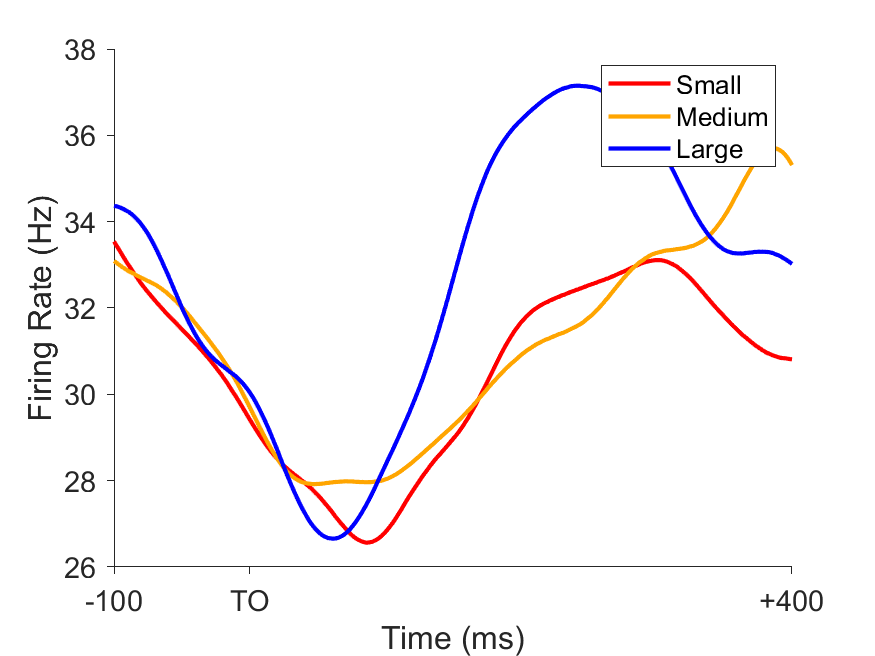 38
36
34
32
30
28
26
Firing Rate (Hz)
Small
Medium
Large
-100 TO +400
Time (ms)